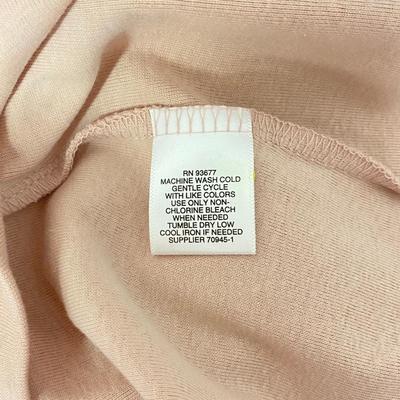 RN 93677
MACHINE WASH COLD
GENTLE CYCLE
WITH LIKE COLORS
USE ONLY NON-
CHLORINE BLEACH
WHEN NEEDED
TUMBLE DRY LOW
COOL IRON IF NEEDED
SUPPLIER 70945-1